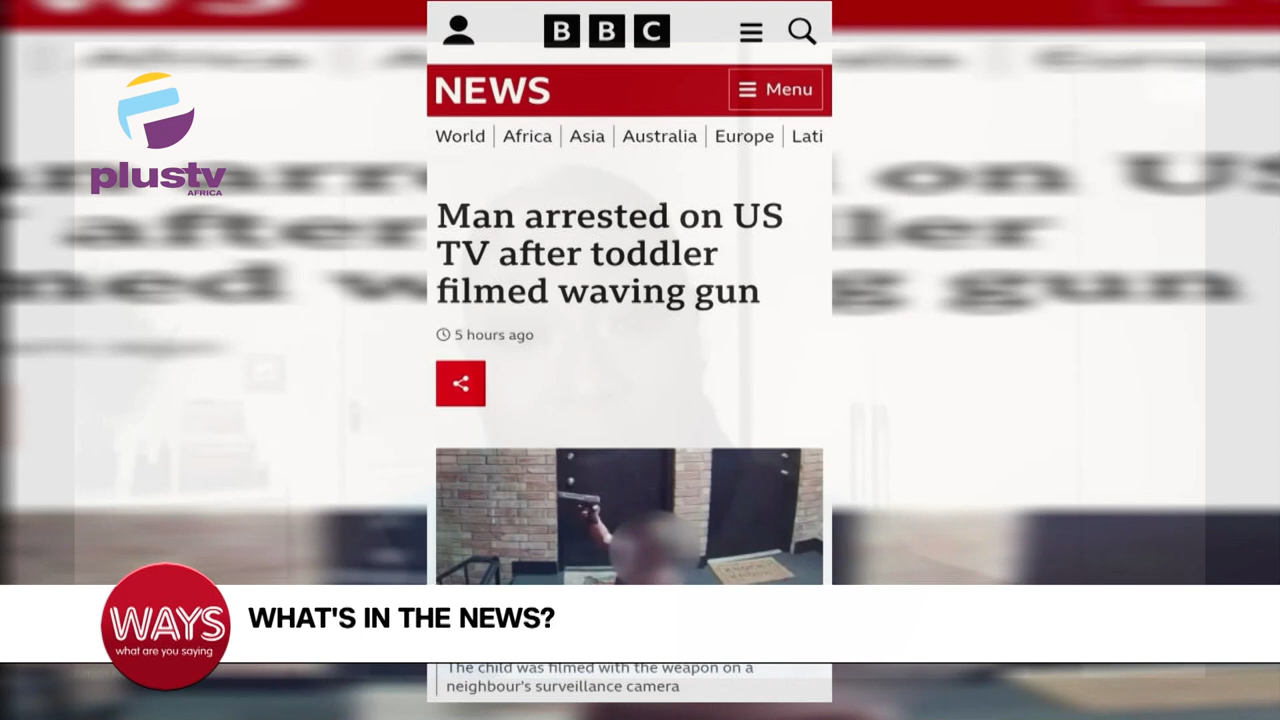 BBC
NEWS
Menu
World
Africa
Asia
Australia
Europe
Lati
plustv
AFRICA
Man arrested on US
TV after toddler
filmed waving gun
5 hours ago
WAYS
what are you saying
WHAT'S IN THE NEWS?
The child was filmed with the weapon on a
neighbour's surveillance camera